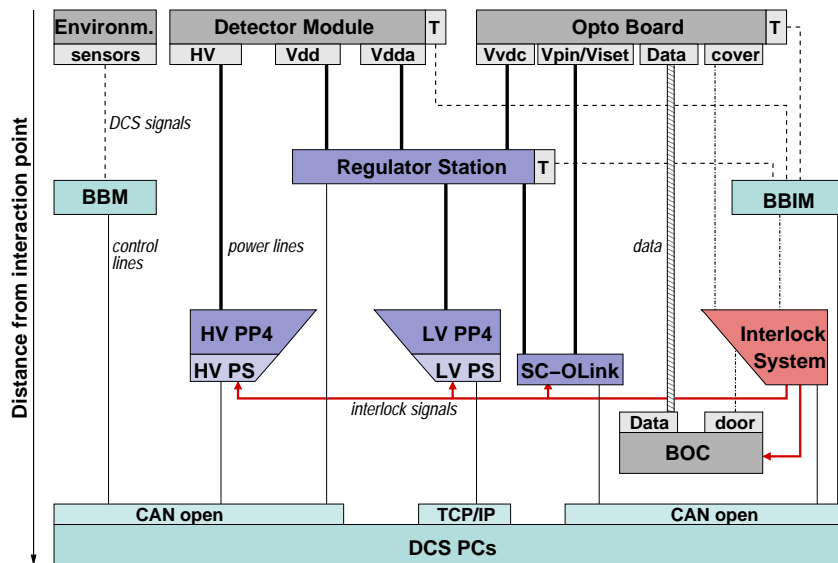 Environm.
Detector Module
T
Opto Board
T
sensors
HV
Vdd
Vdda
Vvdc
Vpin/Viset
Data
cover
DCS signals
Regulator Station
T
BBM
BBIM
control
lines
power lines
data
Distance from interaction point
HV PP4
LV PP4
Interlock
System
HV PS
LV PS
SC−OLink
interlock signals
Data
door
BOC
CAN open
TCP/IP
CAN open
DCS PCs